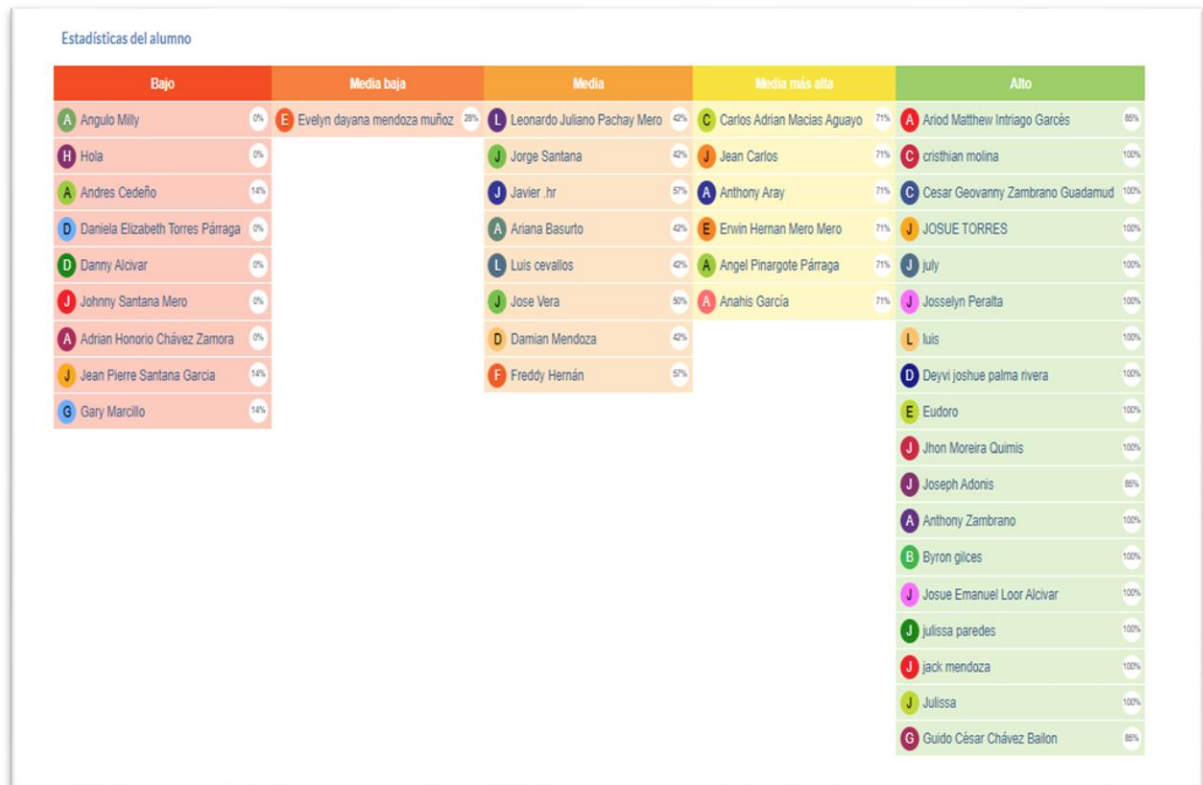 Estadísticas del alumno
Bajo Media baja Media Media más alta Alto
A Angulo Milly 0% E Evelyn dayana mendoza muñoz 28% L Leonardo Juliano Pachay Mero 42% C Carlos Adrian Macias Aguayo 71% A Ariod Matthew Intriago Garcés 85%
H Hola 0% J Jorge Santana 42% J Jean Carlos 71% C cristhian molina 100%
A Andres Cedeño 14% J Javier .hr 57% A Anthony Aray 71% C Cesar Geovanny Zambrano Guadamud 100%
D Daniela Elizabeth Torres Párraga 0% A Ariana Basurto 42% E Erwin Hernan Mero Mero 71% J JOSUE TORRES 100%
D Danny Alcivar 0% L Luis cevallos 42% A Angel Pinargote Párraga 71% J july 100%
J Johnny Santana Mero 0% J Jose Vera 50% A Anahis García 71% J Josselyn Peralta 100%
A Adrian Honorio Chávez Zamora 0% D Damian Mendoza 42% L luis 100%
J Jean Pierre Santana Garcia 14% F Freddy Hernán 57% D Deyvi joshue palma rivera 100%
G Gary Marcillo 14% E Eudoro 100%
J Jhon Moreira Quimis 100%
J Joseph Adonis 85%
A Anthony Zambrano 100%
B Byron gilces 100%
J Josue Emanuel Loor Alcivar 100%
J julissa paredes 100%
J jack mendoza 100%
J Julissa 100%
G Guido César Chávez Bailon 85%